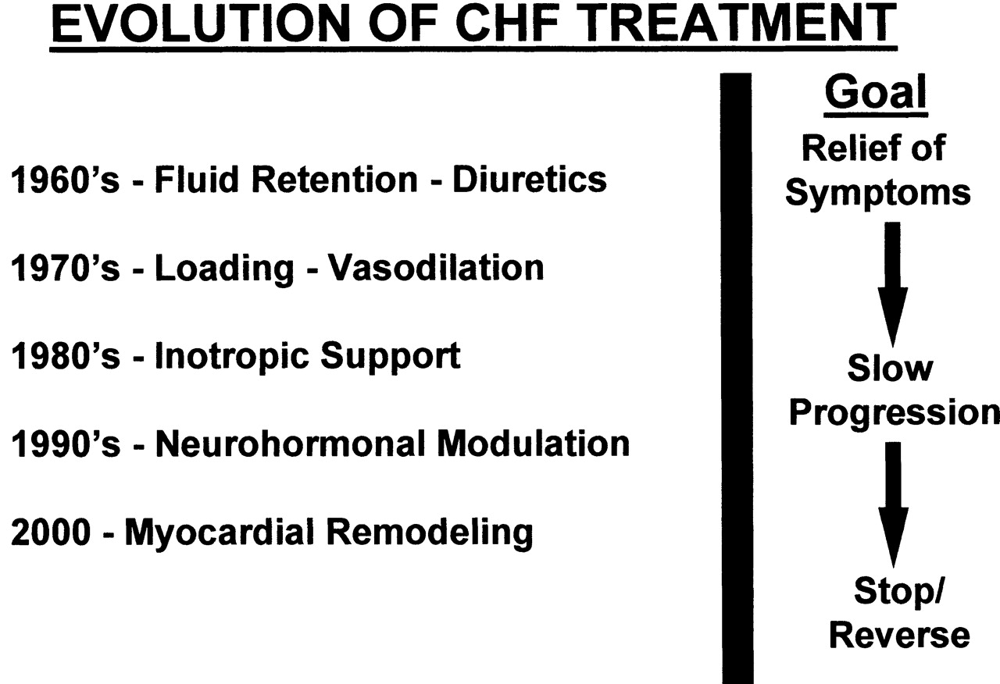 EVOLUTION OF CHF TREATMENT
1960's - Fluid Retention - Diuretics
1970's - Loading - Vasodilation
1980's - Inotropic Support
1990's - Neurohormonal Modulation
2000 - Myocardial Remodeling
Goal
Relief of
Symptoms
Slow
Progression
Stop/
Reverse